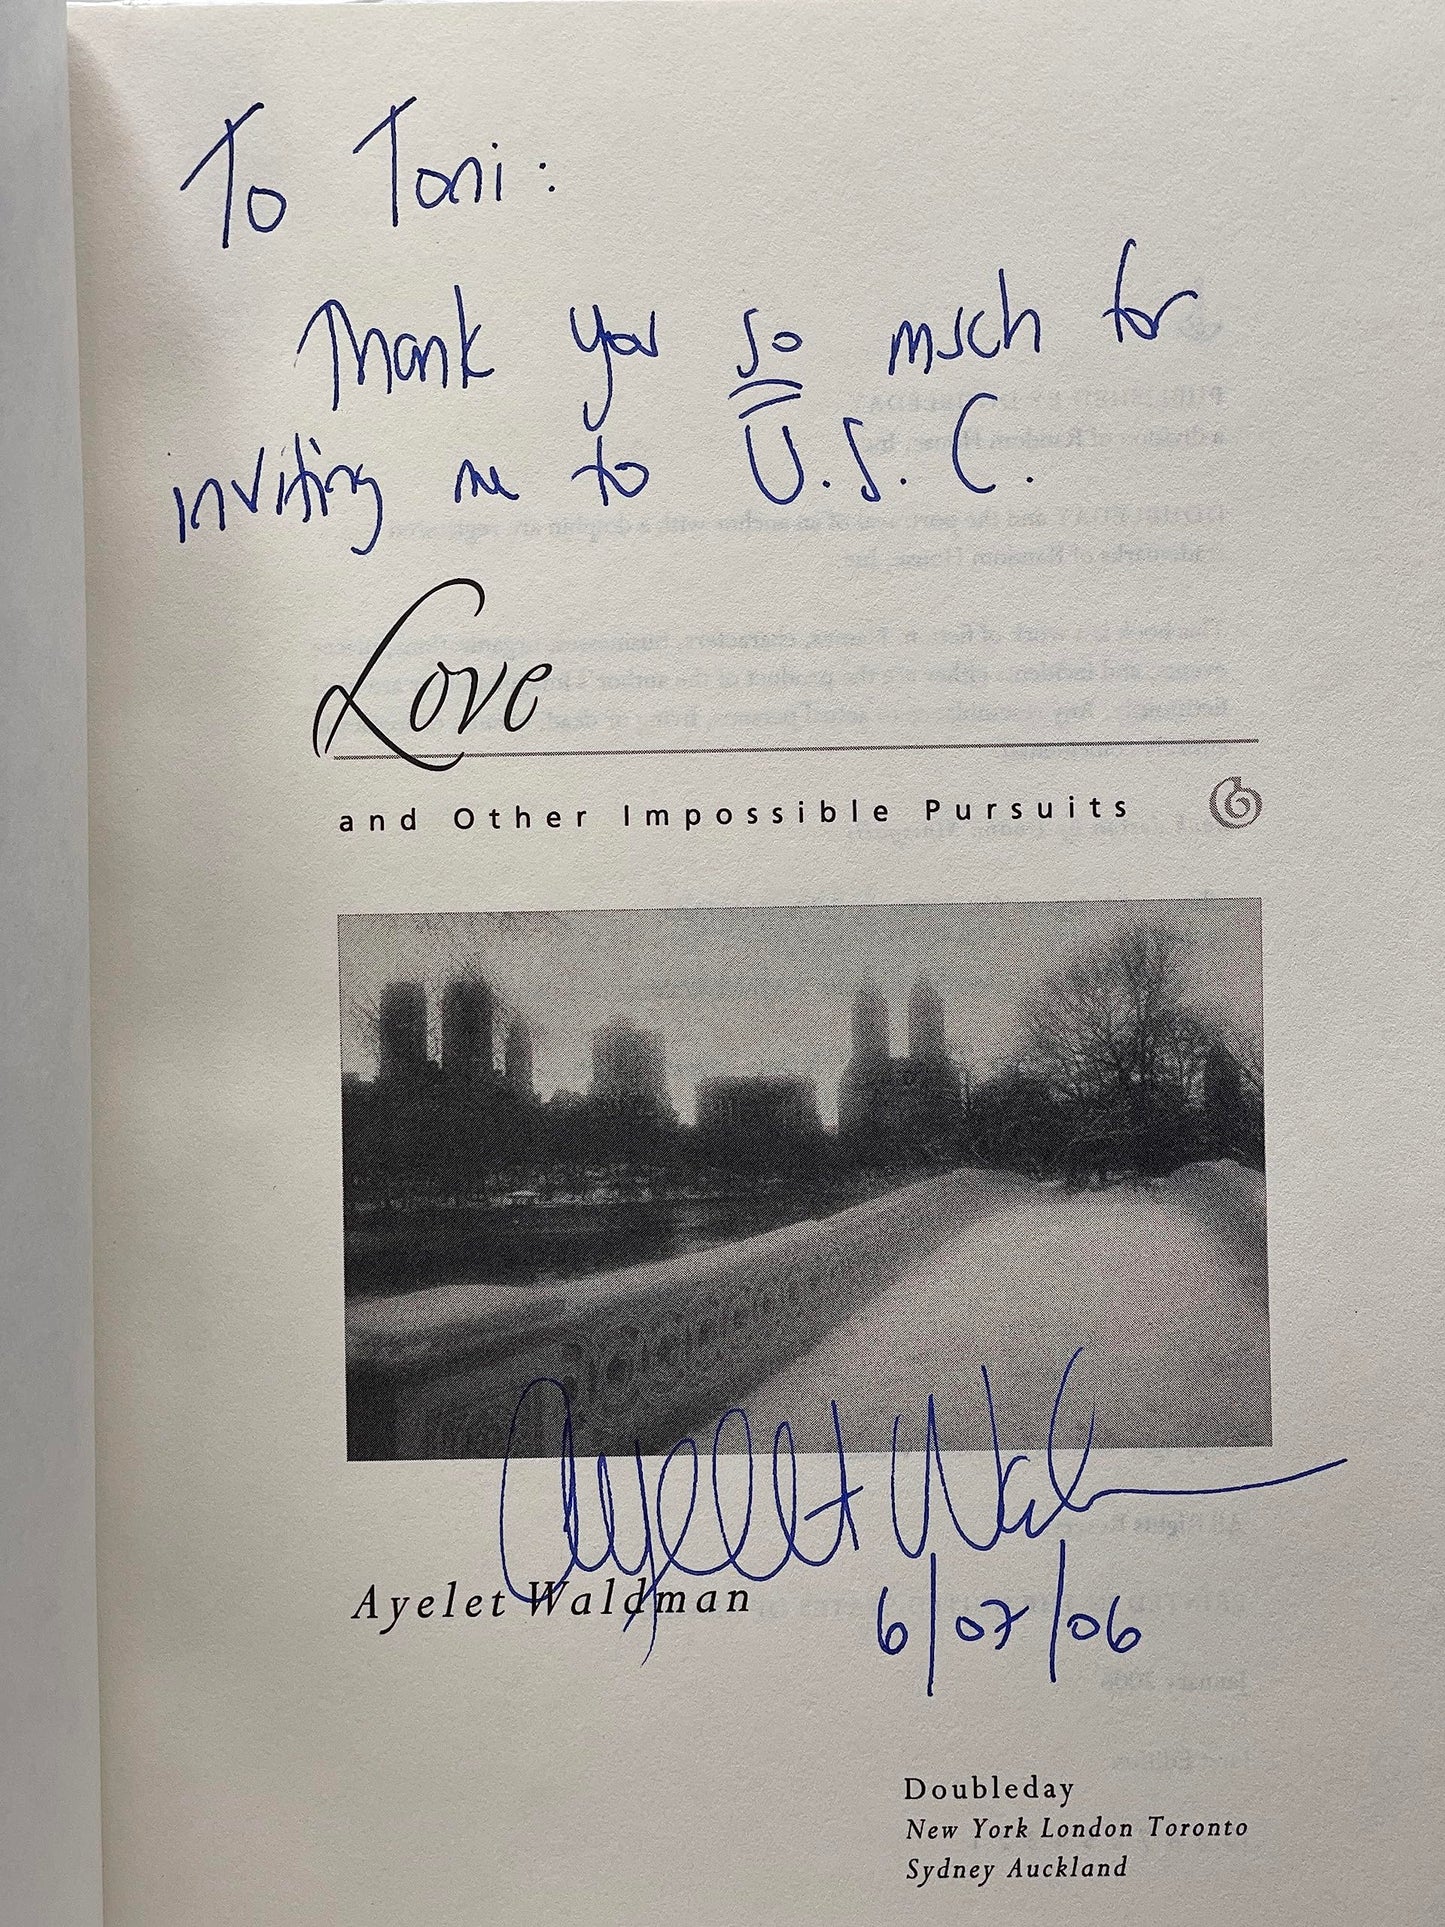 To Toni:
Thank you so much for
inviting me to U.S.C.
Love
and Other Impossible Pursuits
Ayelet Waldman
Ayelet Waldman
6/07/06
Doubleday
New York London Toronto
Sydney Auckland